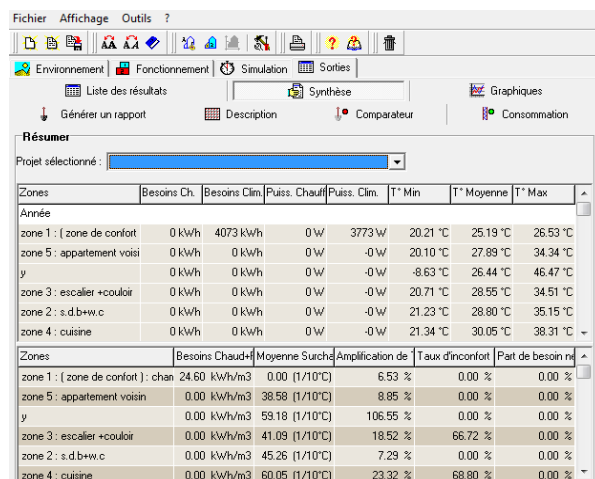 Fichier Affichage Outils ?
Environnement Fonctionnement Simulation Sorties
Liste des résultats Synthèse Graphiques
Générer un rapport Description Comparateur Consommation
Résumer
Projet sélectionné :
Zones Besoins Ch. Besoins Clim. Puiss. Chauff Puiss. Clim. T° Min T° Moyenne T° Max
Année
zone 1 : ( zone de confort 0 kWh 4073 kWh 0 W 3773 W 20.21 °C 25.19 °C 26.53 °C
zone 5 : appartement voisi 0 kWh 0 kWh 0 W -0 W 20.10 °C 27.89 °C 34.34 °C
y 0 kWh 0 kWh 0 W -0 W -8.63 °C 26.44 °C 46.47 °C
zone 3 : escalier +couloir 0 kWh 0 kWh 0 W -0 W 20.71 °C 28.55 °C 34.51 °C
zone 2 : s.d.b+w.c 0 kWh 0 kWh 0 W -0 W 21.23 °C 28.80 °C 35.15 °C
zone 4 : cuisine 0 kWh 0 kWh 0 W -0 W 21.34 °C 30.05 °C 38.31 °C
Zones Besoins Chaud+F Moyenne Surcha Amplification de Taux d'inconfort Part de besoin ne
zone 1 : ( zone de confort ) : chan 24.60 kWh/m3 0.00 (1/10°C) 6.53 % 0.00 % 0.00 %
zone 5 : appartement voisin 0.00 kWh/m3 38.58 (1/10°C) 8.85 % 0.00 % 0.00 %
y 0.00 kWh/m3 59.18 (1/10°C) 106.55 % 0.00 % 0.00 %
zone 3 : escalier +couloir 0.00 kWh/m3 41.09 (1/10°C) 18.52 % 66.72 % 0.00 %
zone 2 : s.d.b+w.c 0.00 kWh/m3 45.26 (1/10°C) 7.29 % 0.00 % 0.00 %
zone 4 : cuisine 0.00 kWh/m3 60.05 (1/10°C) 23.32 % 68.80 % 0.00 %